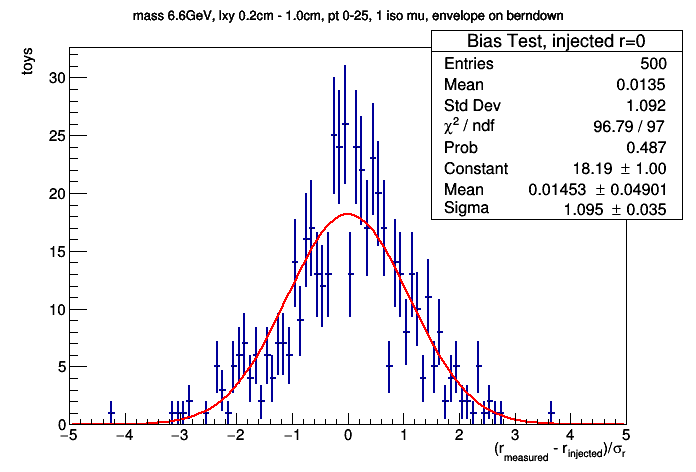 mass 6.6GeV, lxy 0.2cm - 1.0cm, pt 0-25, 1 iso mu, envelope on berndown
Bias Test, injected r=0
Entries 500
Mean 0.0135
Std Dev 1.092
χ² / ndf 96.79 / 97
Prob 0.487
Constant 18.19 ± 1.00
Mean 0.01453 ± 0.04901
Sigma 1.095 ± 0.035
toys
30
25
20
15
10
5
0
−5 −4 −3 −2 −1 0 1 2 3 4 5
(r_measured - r_injected)/σ_r